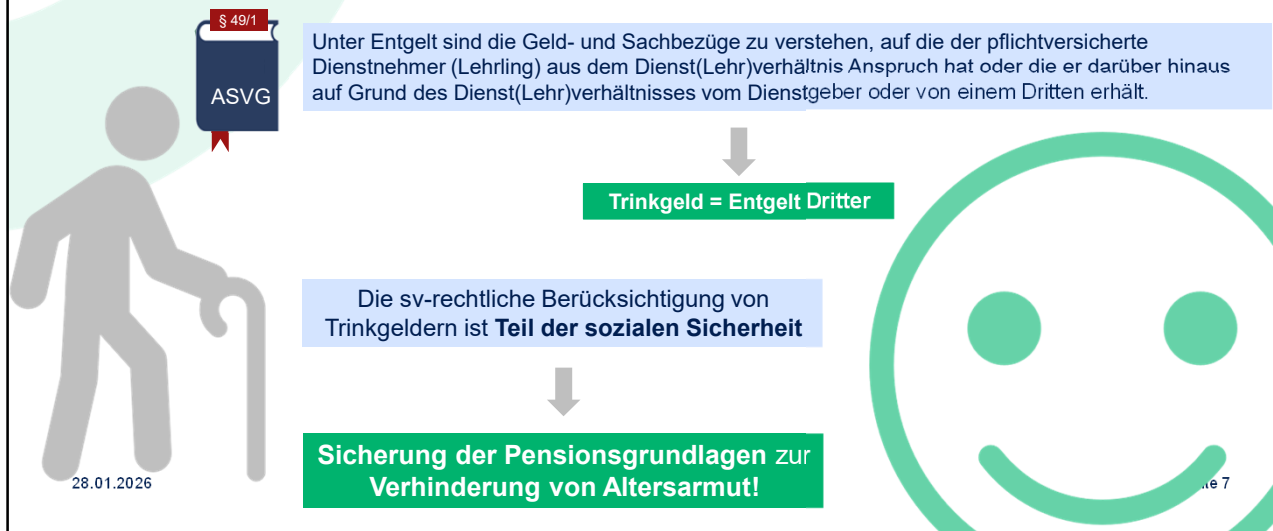 § 49/1
ASVG
Unter Entgelt sind die Geld- und Sachbezüge zu verstehen, auf die der pflichtversicherte
Dienstnehmer (Lehrling) aus dem Dienst(Lehr)verhältnis Anspruch hat oder die er darüber hinaus
auf Grund des Dienst(Lehr)verhältnisses vom Dienstgeber oder von einem Dritten erhält.
Trinkgeld = Entgelt Dritter
Die sv-rechtliche Berücksichtigung von
Trinkgeldern ist Teil der sozialen Sicherheit
Sicherung der Pensionsgrundlagen zur
Verhinderung von Altersarmut!
28.01.2026
7